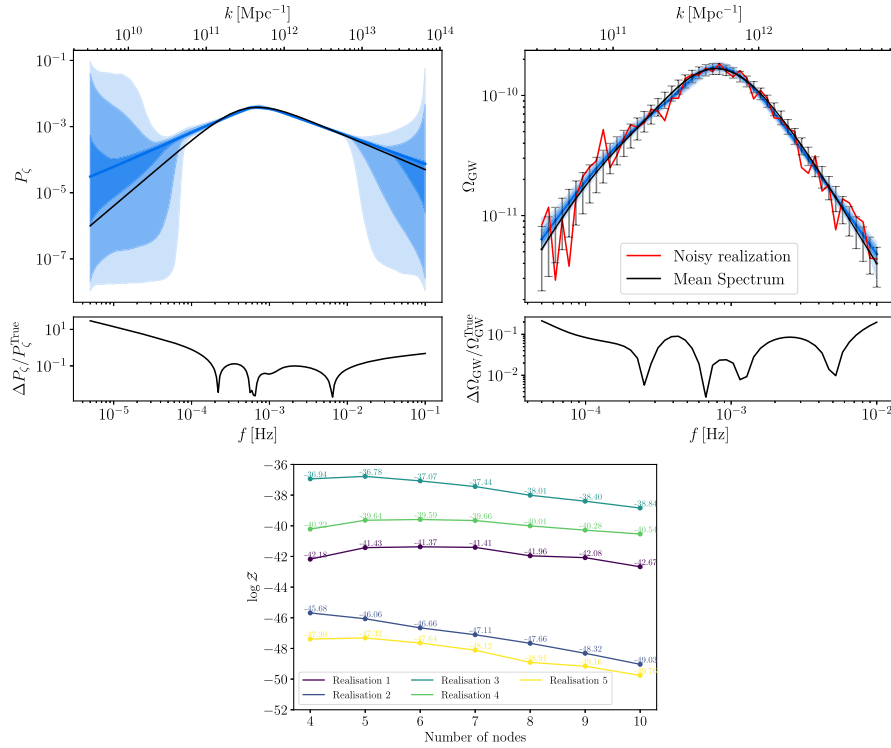 k [Mpc⁻¹]
10¹⁰ 10¹¹ 10¹² 10¹³ 10¹⁴
P_ζ
10⁻¹
10⁻³
10⁻⁵
10⁻⁷
ΔP_ζ/P_ζ^True
10¹
10⁻¹
10⁻⁵ 10⁻⁴ 10⁻³ 10⁻² 10⁻¹
f [Hz]
k [Mpc⁻¹]
10¹¹ 10¹²
Ω_GW
10⁻¹⁰
10⁻¹¹
Noisy realization
Mean Spectrum
ΔΩ_GW/Ω_GW^True
10⁻¹
10⁻²
10⁻⁴ 10⁻³ 10⁻²
f [Hz]
log Z
-36
-38
-40
-42
-44
-46
-48
-50
-52
-36.94 -36.78 -37.07 -37.44 -38.01 -38.40 -38.84
-40.22 -39.64 -39.59 -39.66 -40.01 -40.28 -40.54
-42.18 -41.43 -41.37 -41.41 -41.96 -42.08 -42.67
-45.68 -46.06 -46.66 -47.11 -47.66 -48.32 -49.03
-47.32 -47.64 -48.12
Realisation 1 Realisation 3 Realisation 5
Realisation 2 Realisation 4
4 5 6 7 8 9 10
Number of nodes